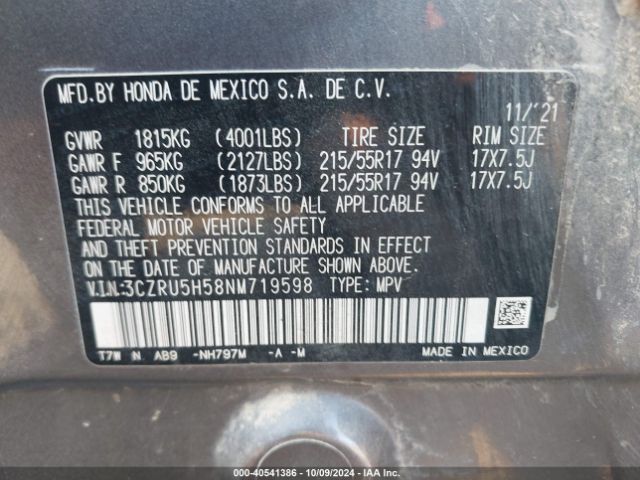 MFD.BY HONDA DE MEXICO S.A. DE C.V.
11/'21
GVWR 1815KG (4001LBS) TIRE SIZE RIM SIZE
GAWR F 965KG (2127LBS) 215/55R17 94V 17X7.5J
GAWR R 850KG (1873LBS) 215/55R17 94V 17X7.5J
THIS VEHICLE CONFORMS TO ALL APPLICABLE
FEDERAL MOTOR VEHICLE SAFETY
AND THEFT PREVENTION STANDARDS IN EFFECT
ON THE DATE OF MANUFACTURE SHOWN ABOVE.
V.I.N:3CZRU5H58NM719598 TYPE: MPV
T7W N AB9 -NH797M -A -M MADE IN MEXICO
000-40541386 - 10/09/2024 - IAA Inc.